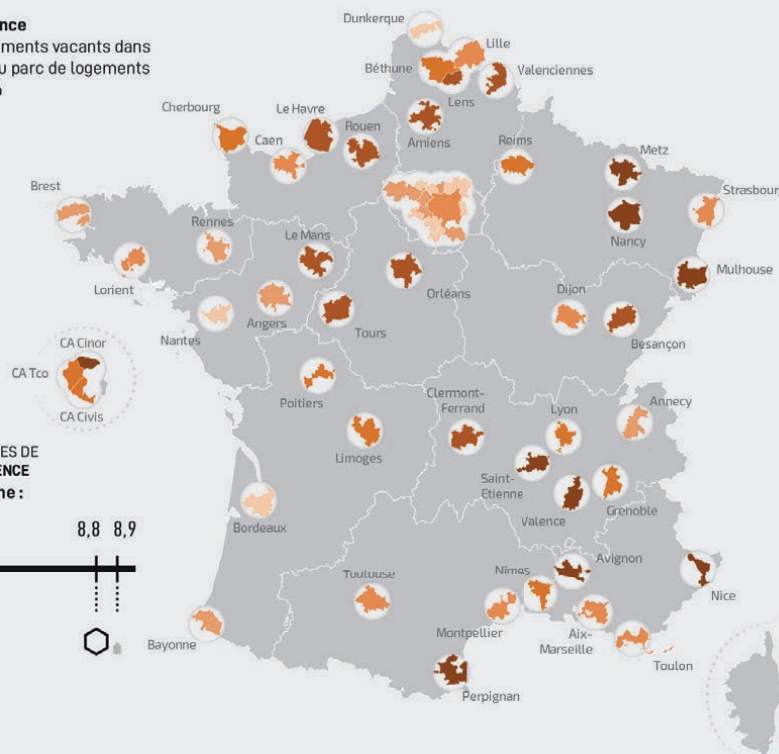 nce
ements vacants dans
u parc de logements
Dunkerque
Lille
Béthune
Valenciennes
Lens
Cherbourg
Le Havre
Rouen
Caen
Amiens
Reims
Metz
Strasbour
Brest
Rennes
Le Mans
Nancy
Lorient
Orléans
Mulhouse
Angers
Dijon
Nantes
Tours
Besançon
CA Cinor
CA Tco
CA Civis
Poitiers
Clermont-
Ferrand
Lyon
Annecy
Limoges
Saint-
Etienne
Grenoble
Valence
Bordeaux
ES DE
ENCE
ne :
8,8 8,9
Toulouse
Nîmes
Avignon
Nice
Bayonne
Montpellier
Aix-
Marseille
Toulon
Perpignan